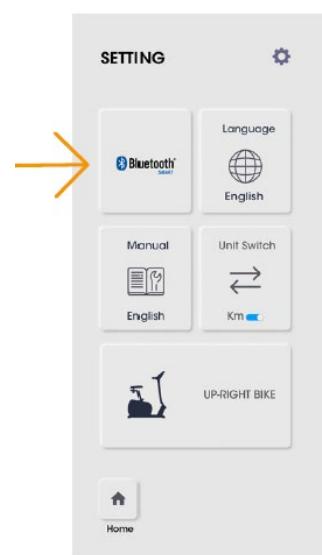 SETTING
Bluetooth
SMART
Language
English
Manual
English
Unit Switch
Km
UP-RIGHT BIKE
Home